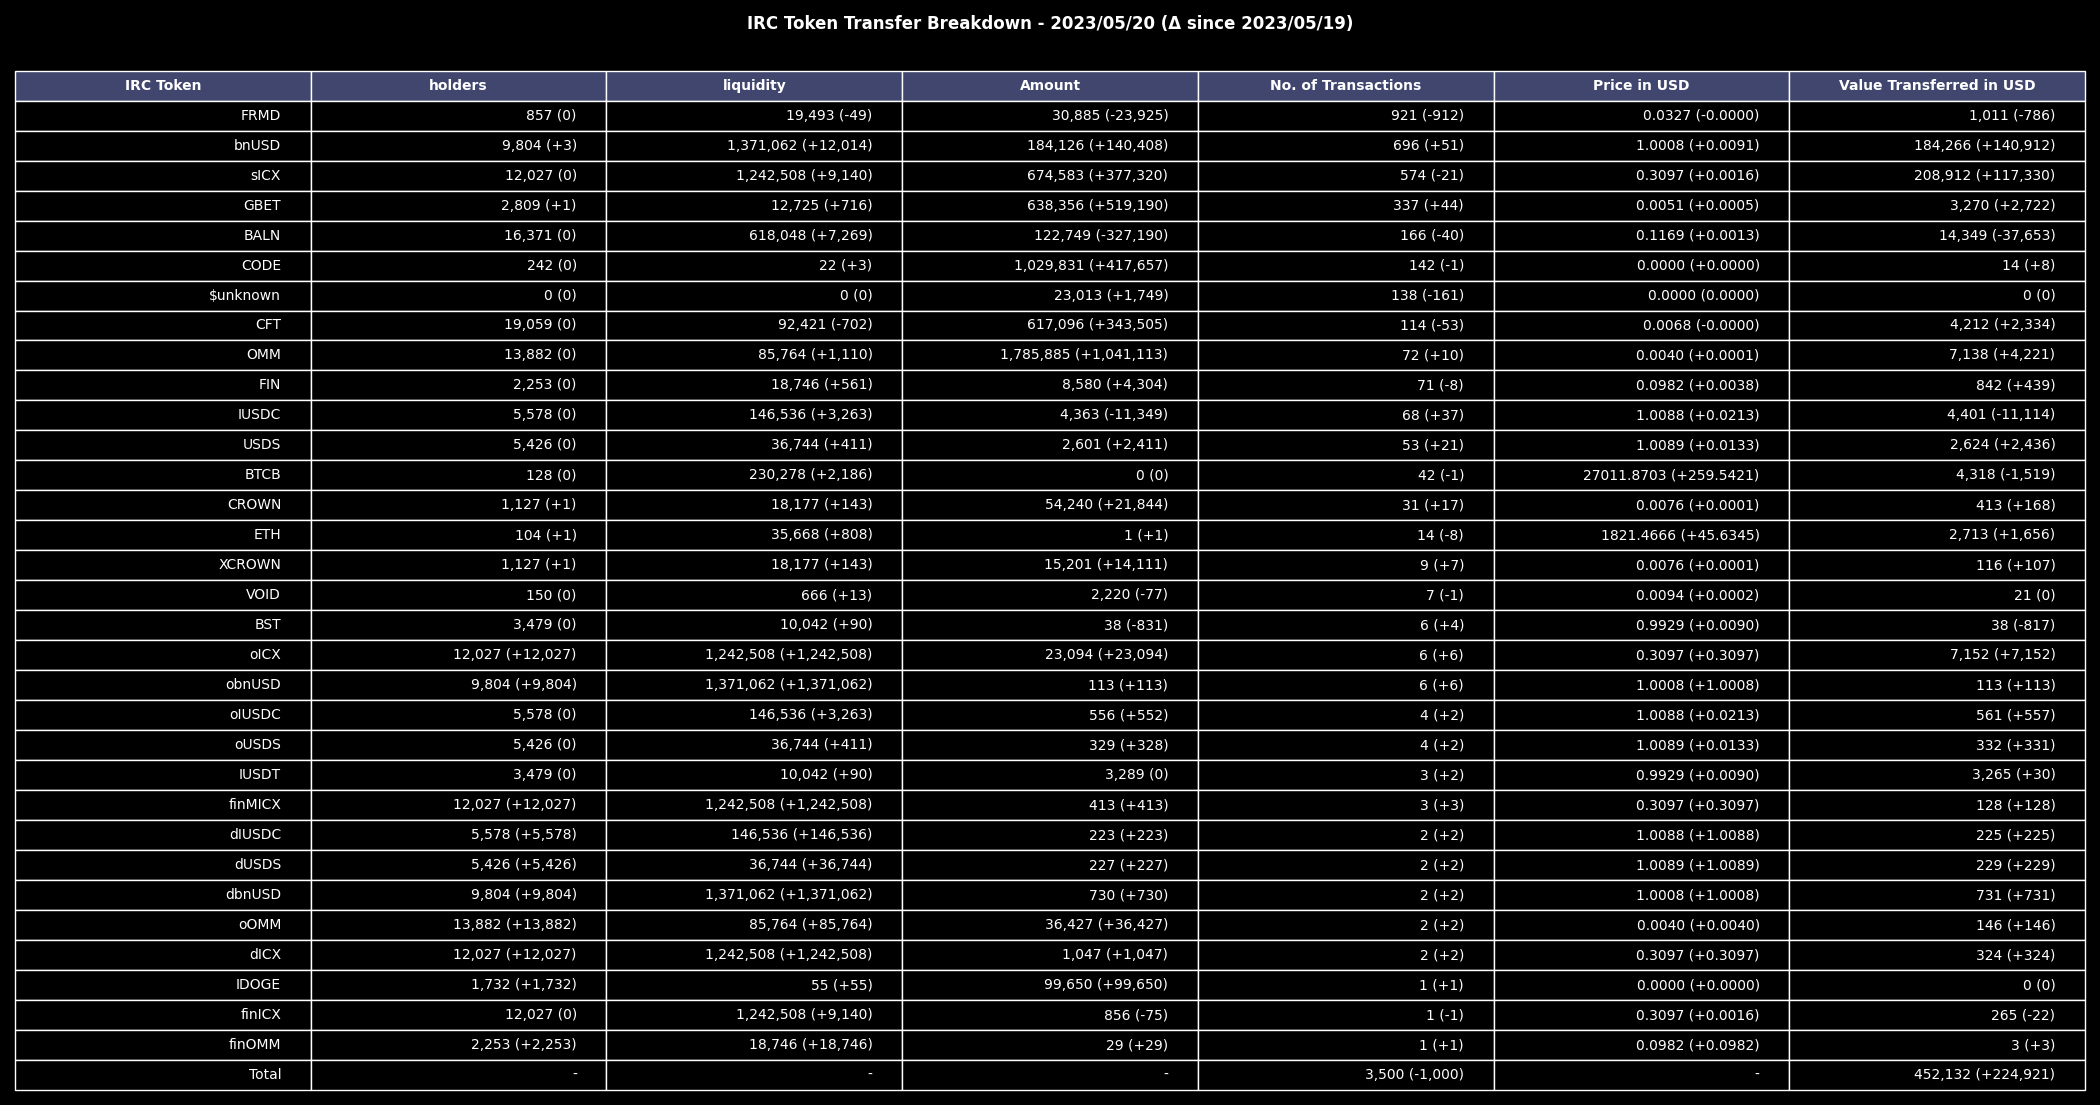 IRC Token Transfer Breakdown - 2023/05/20 (Δ since 2023/05/19)
IRC Token holders liquidity Amount No. of Transactions Price in USD Value Transferred in USD
FRMD 857 (0) 19,493 (-49) 30,885 (-23,925) 921 (-912) 0.0327 (-0.0000) 1,011 (-786)
bnUSD 9,804 (+3) 1,371,062 (+12,014) 184,126 (+140,408) 696 (+51) 1.0008 (+0.0091) 184,266 (+140,912)
sICX 12,027 (0) 1,242,508 (+9,140) 674,583 (+377,320) 574 (-21) 0.3097 (+0.0016) 208,912 (+117,330)
GBET 2,809 (+1) 12,725 (+716) 638,356 (+519,190) 337 (+44) 0.0051 (+0.0005) 3,270 (+2,722)
BALN 16,371 (0) 618,048 (+7,269) 122,749 (-327,190) 166 (-40) 0.1169 (+0.0013) 14,349 (-37,653)
CODE 242 (0) 22 (+3) 1,029,831 (+417,657) 142 (-1) 0.0000 (+0.0000) 14 (+8)
$unknown 0 (0) 0 (0) 23,013 (+1,749) 138 (-161) 0.0000 (0.0000) 0 (0)
CFT 19,059 (0) 92,421 (-702) 617,096 (+343,505) 114 (-53) 0.0068 (-0.0000) 4,212 (+2,334)
OMM 13,882 (0) 85,764 (+1,110) 1,785,885 (+1,041,113) 72 (+10) 0.0040 (+0.0001) 7,138 (+4,221)
FIN 2,253 (0) 18,746 (+561) 8,580 (+4,304) 71 (-8) 0.0982 (+0.0038) 842 (+439)
IUSDC 5,578 (0) 146,536 (+3,263) 4,363 (-11,349) 68 (+37) 1.0088 (+0.0213) 4,401 (-11,114)
USDS 5,426 (0) 36,744 (+411) 2,601 (+2,411) 53 (+21) 1.0089 (+0.0133) 2,624 (+2,436)
BTCB 128 (0) 230,278 (+2,186) 0 (0) 42 (-1) 27011.8703 (+259.5421) 4,318 (-1,519)
CROWN 1,127 (+1) 18,177 (+143) 54,240 (+21,844) 31 (+17) 0.0076 (+0.0001) 413 (+168)
ETH 104 (+1) 35,668 (+808) 1 (+1) 14 (-8) 1821.4666 (+45.6345) 2,713 (+1,656)
XCROWN 1,127 (+1) 18,177 (+143) 15,201 (+14,111) 9 (+7) 0.0076 (+0.0001) 116 (+107)
VOID 150 (0) 666 (+13) 2,220 (-77) 7 (-1) 0.0094 (+0.0002) 21 (0)
BST 3,479 (0) 10,042 (+90) 38 (-831) 6 (+4) 0.9929 (+0.0090) 38 (-817)
oICX 12,027 (+12,027) 1,242,508 (+1,242,508) 23,094 (+23,094) 6 (+6) 0.3097 (+0.3097) 7,152 (+7,152)
obnUSD 9,804 (+9,804) 1,371,062 (+1,371,062) 113 (+113) 6 (+6) 1.0008 (+1.0008) 113 (+113)
oIUSDC 5,578 (0) 146,536 (+3,263) 556 (+552) 4 (+2) 1.0088 (+0.0213) 561 (+557)
oUSDS 5,426 (0) 36,744 (+411) 329 (+328) 4 (+2) 1.0089 (+0.0133) 332 (+331)
IUSDT 3,479 (0) 10,042 (+90) 3,289 (0) 3 (+2) 0.9929 (+0.0090) 3,265 (+30)
finMICX 12,027 (+12,027) 1,242,508 (+1,242,508) 413 (+413) 3 (+3) 0.3097 (+0.3097) 128 (+128)
dIUSDC 5,578 (+5,578) 146,536 (+146,536) 223 (+223) 2 (+2) 1.0088 (+1.0088) 225 (+225)
dUSDS 5,426 (+5,426) 36,744 (+36,744) 227 (+227) 2 (+2) 1.0089 (+1.0089) 229 (+229)
dbnUSD 9,804 (+9,804) 1,371,062 (+1,371,062) 730 (+730) 2 (+2) 1.0008 (+1.0008) 731 (+731)
oOMM 13,882 (+13,882) 85,764 (+85,764) 36,427 (+36,427) 2 (+2) 0.0040 (+0.0040) 146 (+146)
dICX 12,027 (+12,027) 1,242,508 (+1,242,508) 1,047 (+1,047) 2 (+2) 0.3097 (+0.3097) 324 (+324)
IDOGE 1,732 (+1,732) 55 (+55) 99,650 (+99,650) 1 (+1) 0.0000 (+0.0000) 0 (0)
finICX 12,027 (0) 1,242,508 (+9,140) 856 (-75) 1 (-1) 0.3097 (+0.0016) 265 (-22)
finOMM 2,253 (+2,253) 18,746 (+18,746) 29 (+29) 1 (+1) 0.0982 (+0.0982) 3 (+3)
Total - - - 3,500 (-1,000) - 452,132 (+224,921)